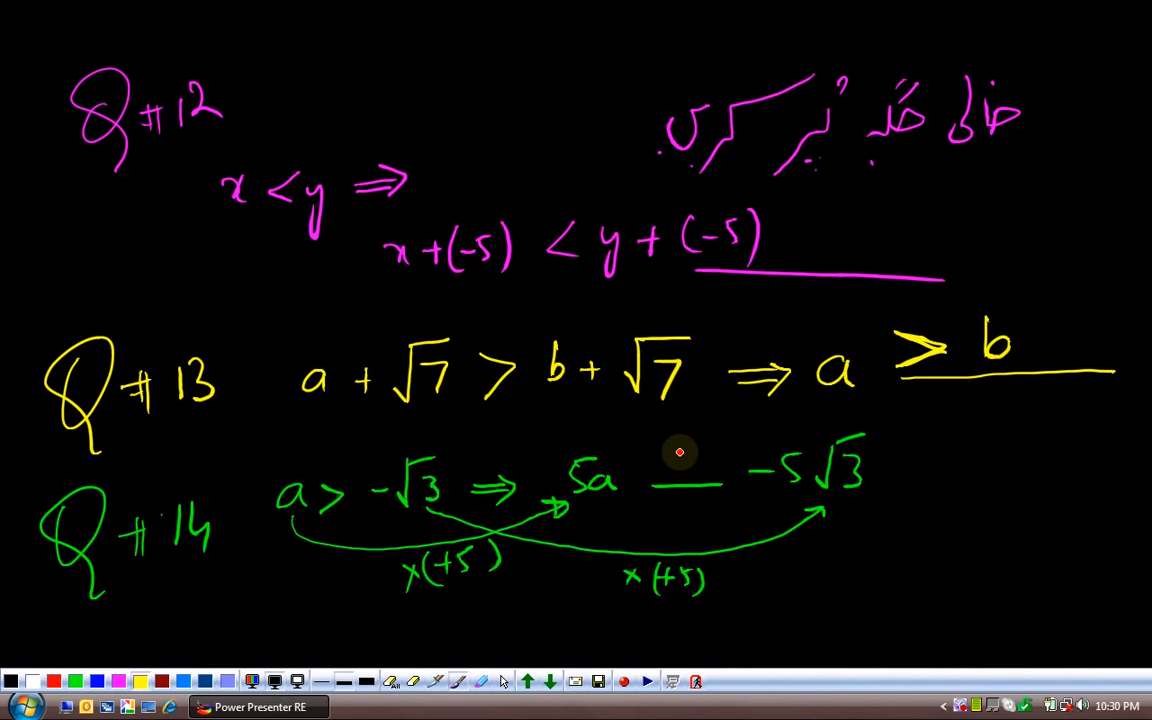 Q # 12
خالی جگہ پُر کریں
x < y ⇒
x + (-5) < y + (-5)
Q # 13 a + √7 > b + √7 ⇒ a > b
Q # 14 a > -√3 ⇒ 5a ___ -5√3
x (+5) x (+5)
All
Power Presenter RE
10:30 PM